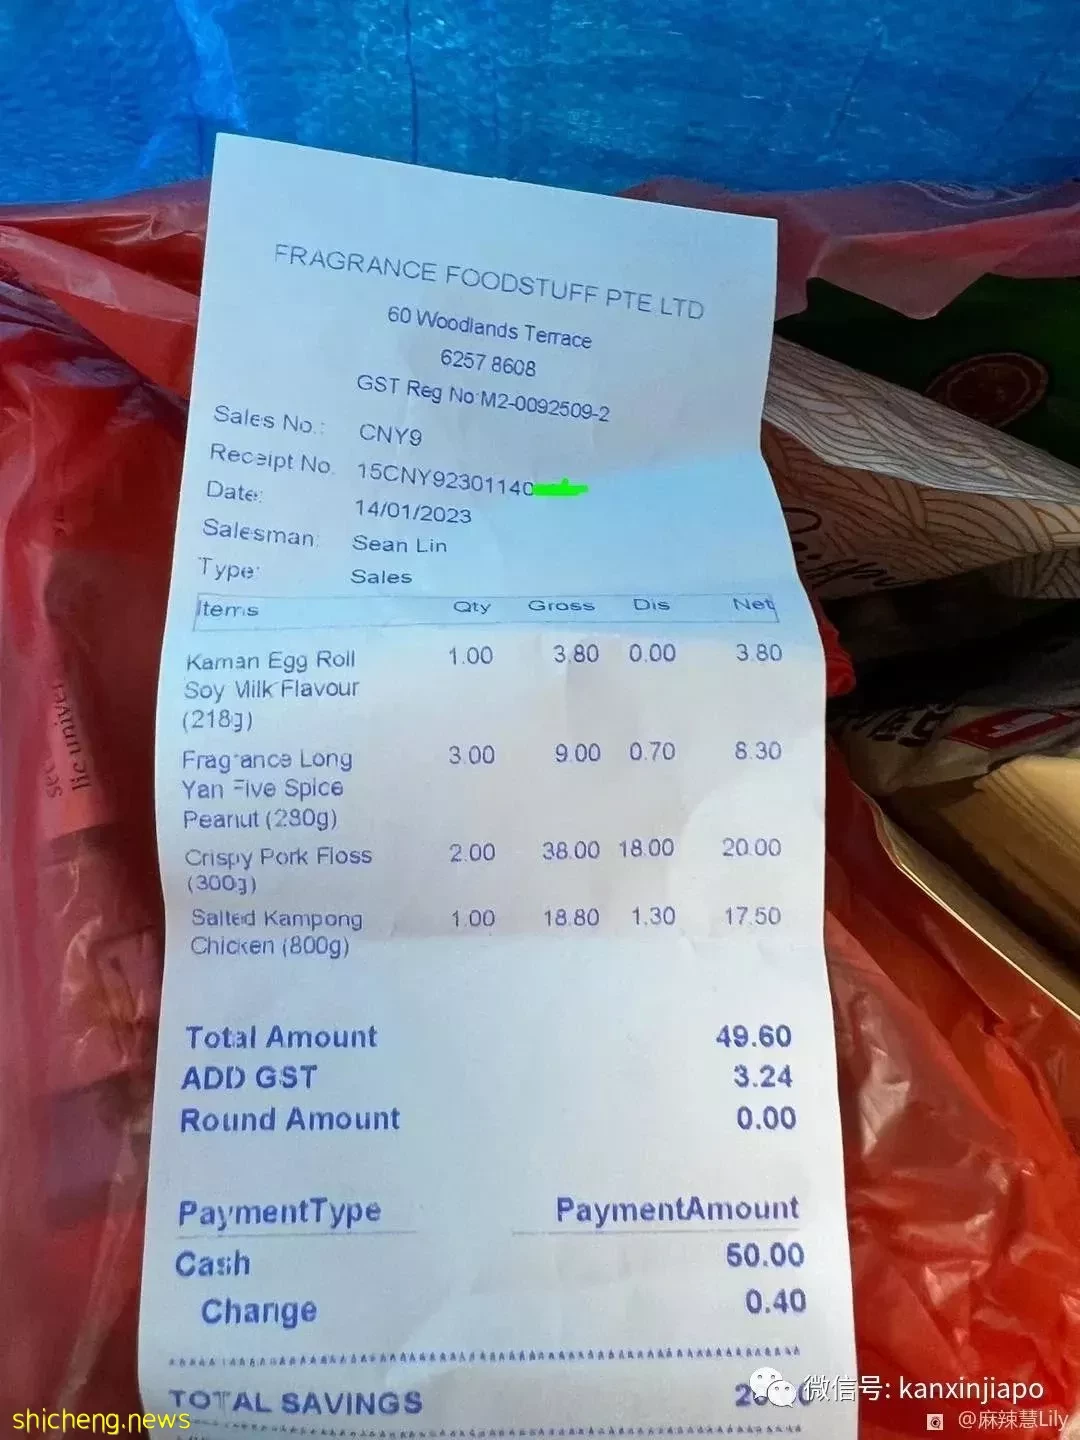 FRAGRANCE FOODSTUFF PTE LTD
60 Woodlands Terrace
6257 8608
GST Reg No M2-0092509-2
Sales No.: CNY9
Receipt No. 15CNY92301140
Date: 14/01/2023
Salesman: Sean Lin
Type: Sales
Items Qty Gross Dis Net
Kaman Egg Roll 1.00 3.80 0.00 3.80
Soy Milk Flavour
(218g)
Fragrance Long 3.00 9.00 0.70 8.30
Yan Five Spice
Peanut (280g)
Crispy Pork Floss 2.00 38.00 18.00 20.00
(300g)
Salted Kampong 1.00 18.80 1.30 17.50
Chicken (800g)
Total Amount 49.60
ADD GST 3.24
Round Amount 0.00
PaymentType PaymentAmount
Cash 50.00
Change 0.40
TOTAL SAVINGS
微信号: kanxinjiapo
shicheng.news
@麻辣慧Lily